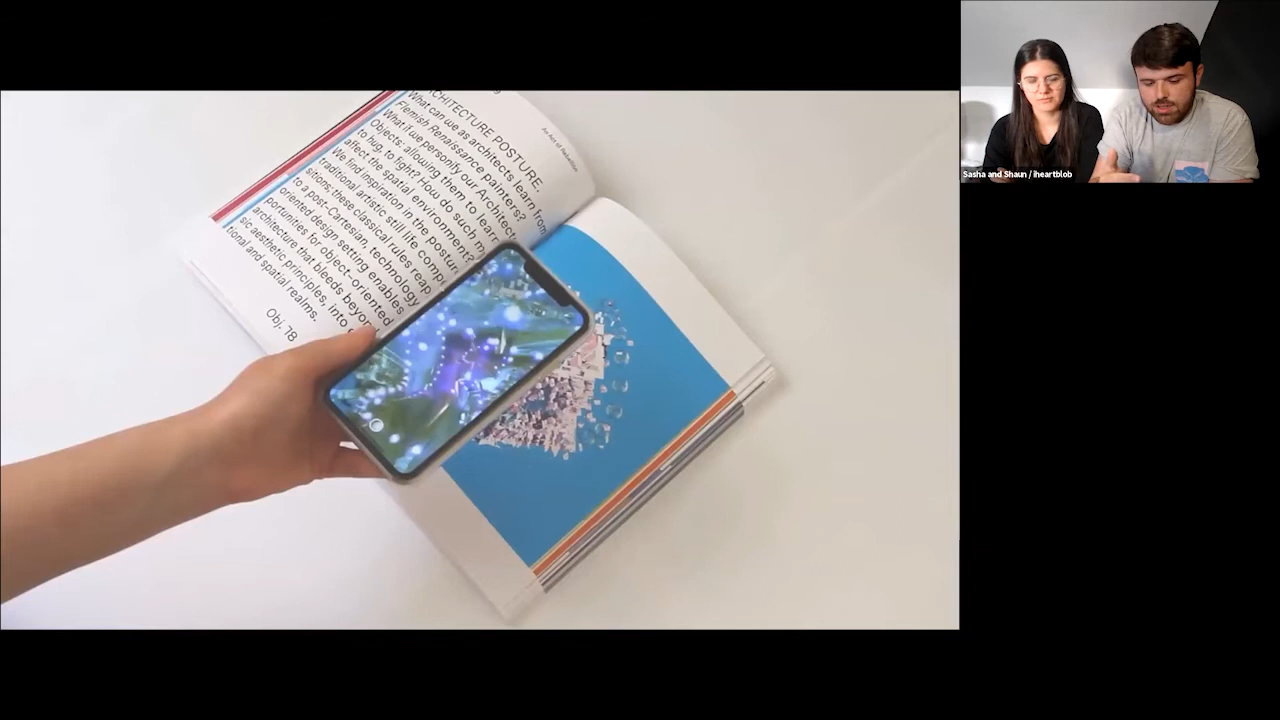 CHITECTURE POSTURE.
What can we as architects learn from
Flemish Renaissance painters?
What if we personify our Architect
Objects: allowing them to learn
to hug, to fight? How do such m
affect the spatial environment?
We find inspiration in the postur
traditional artistic still life comp
sitions; these classical rules reap
to a post-Cartesian, technology
oriented design setting enables
portunities for object-oriented
architecture that bleeds beyond
sic aesthetic principles, into
tional and spatial realms.
Obj. 18
An Act of Rebellion
Sasha and Shaun / iheartblob